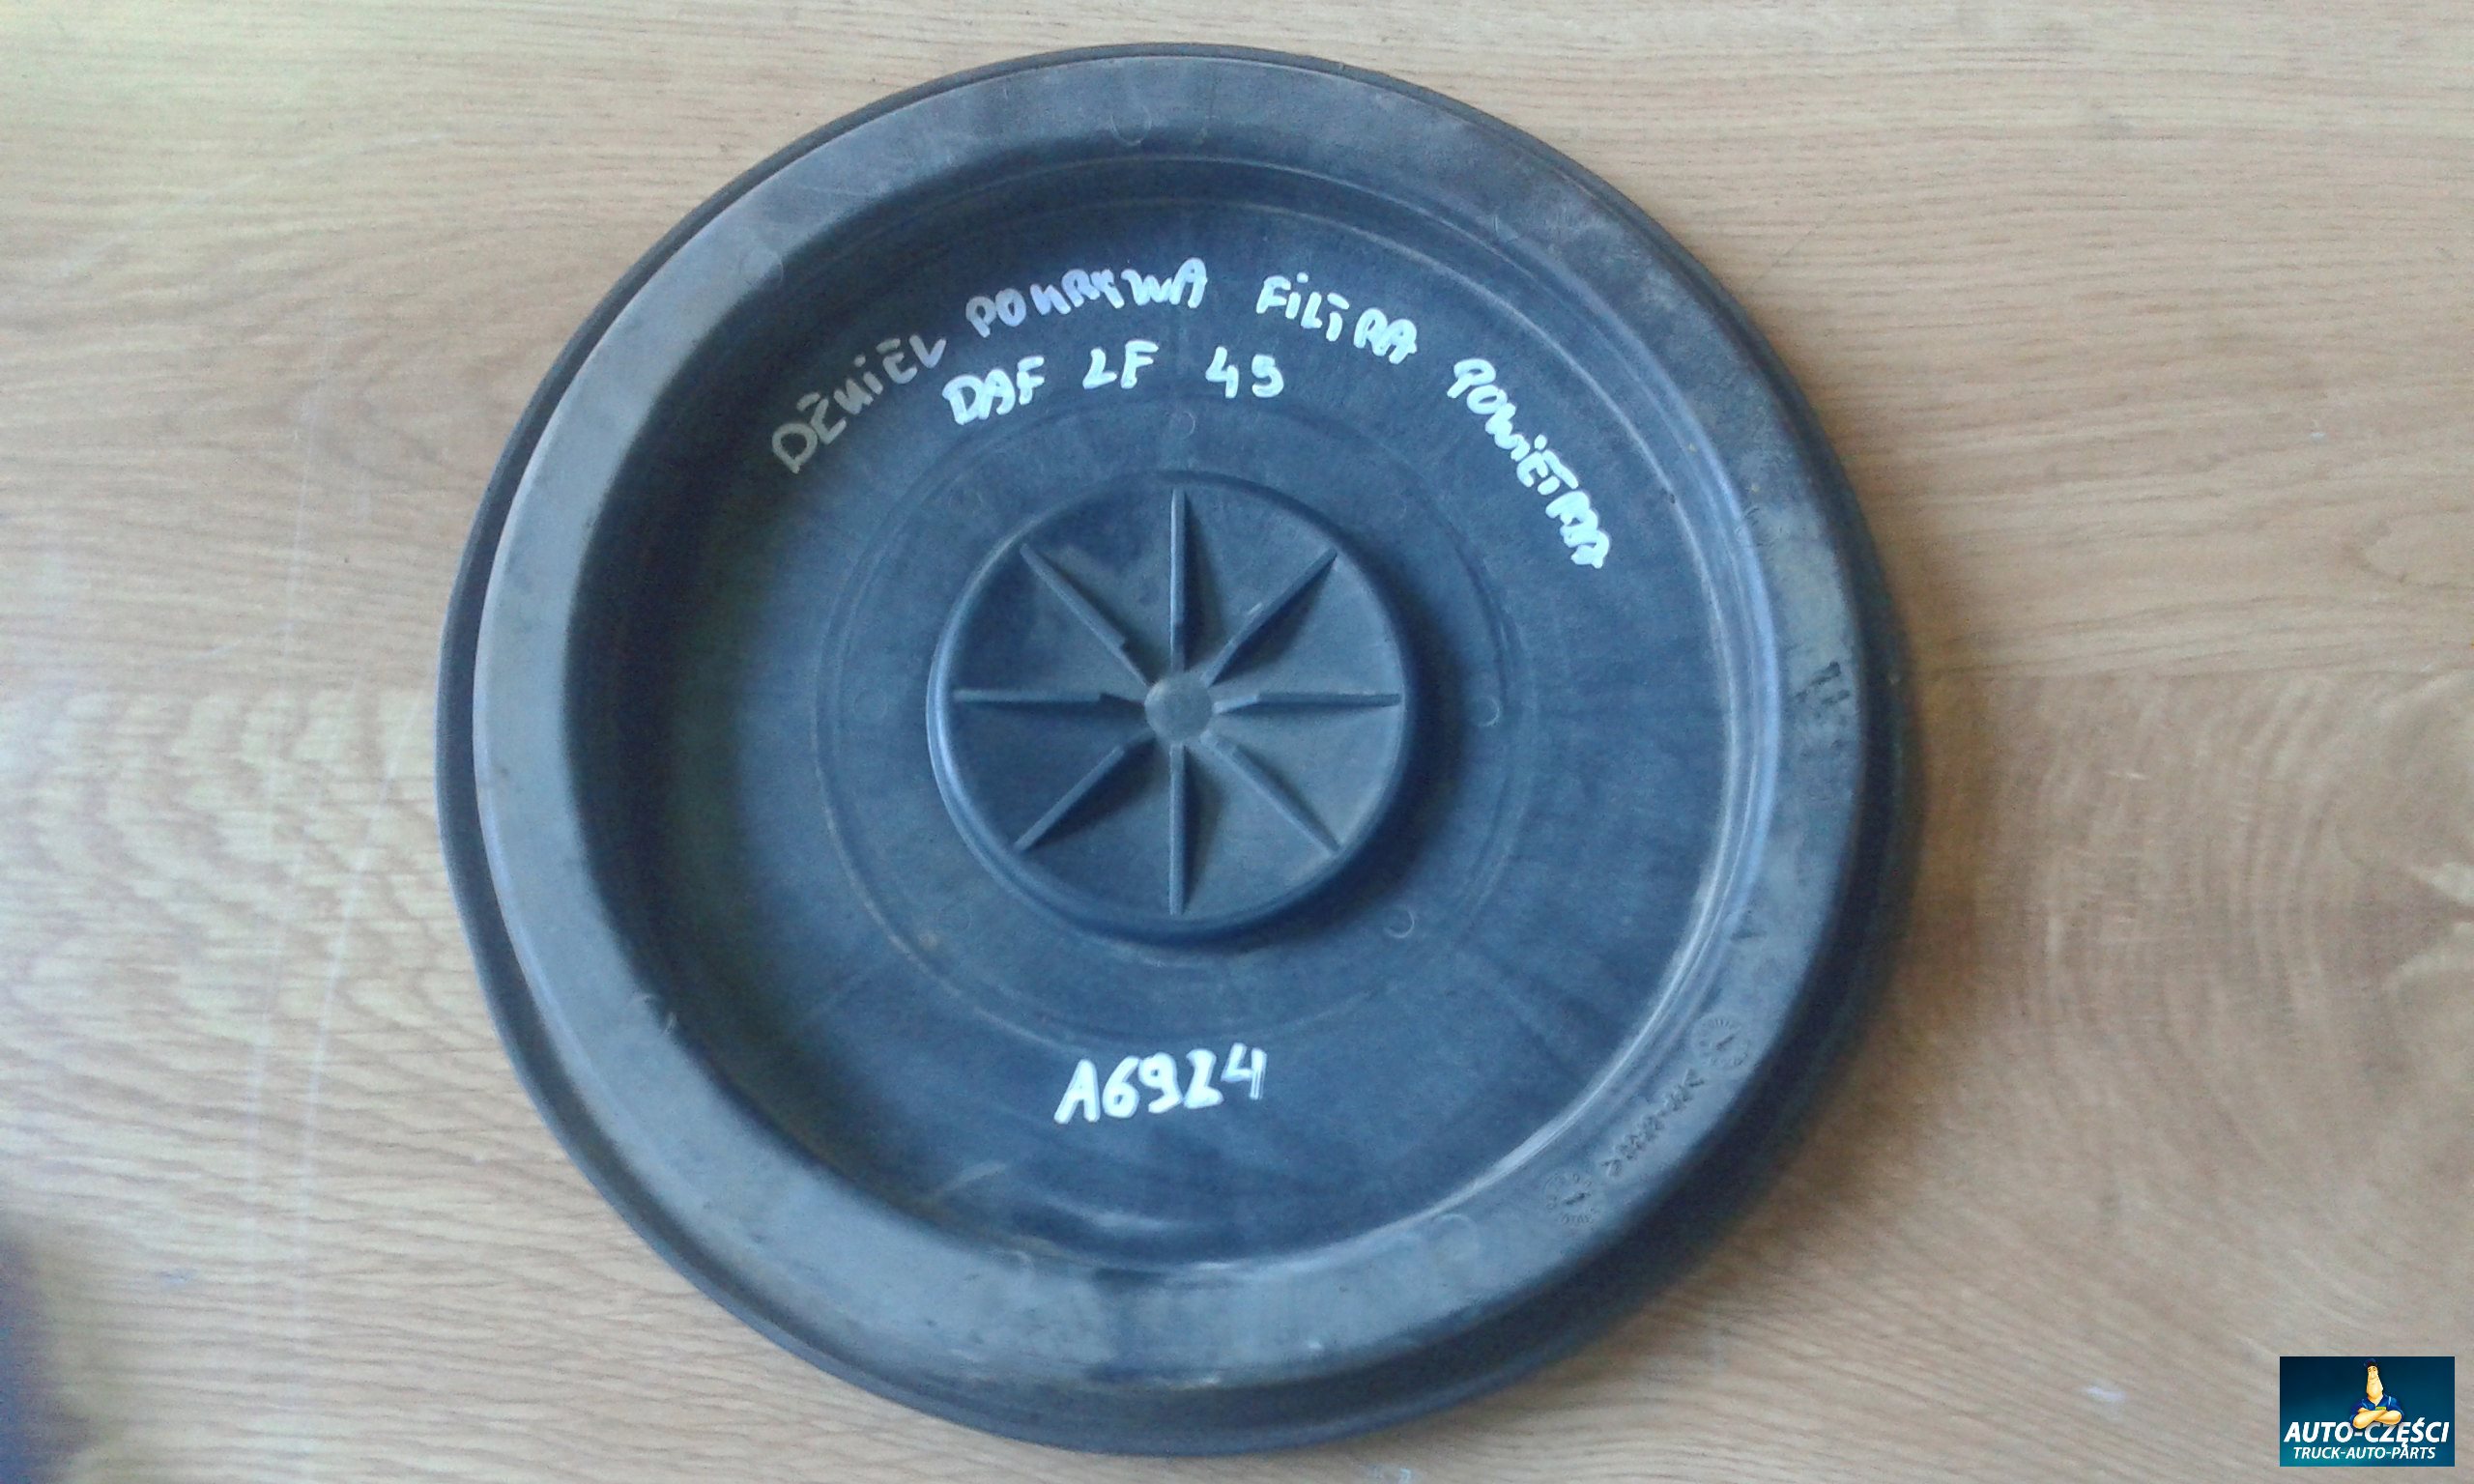 DEKIEL POKRYWA FILTRA POWIETRZA
DAF LF 45
A6924
AUTO-CZĘŚCI
TRUCK-AUTO-PARTS